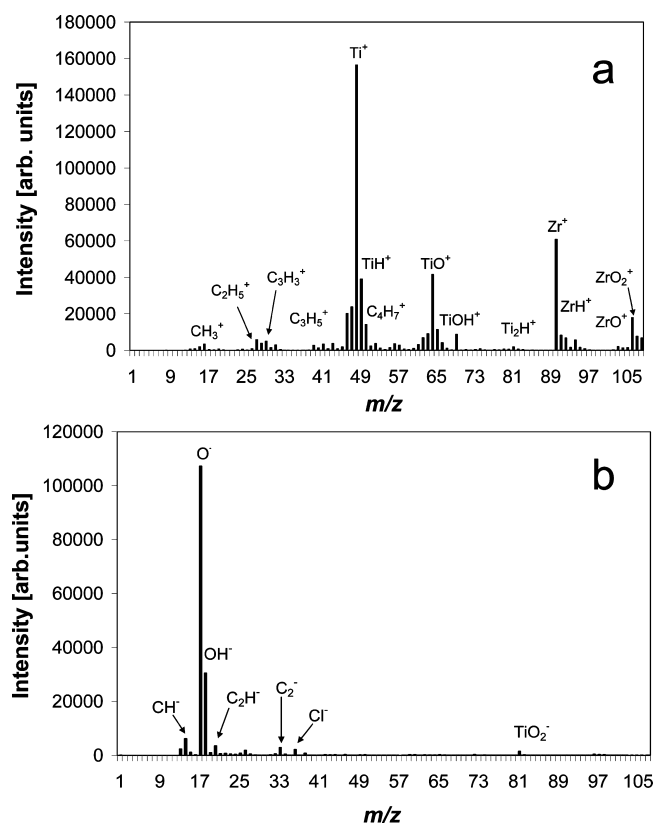 a
180000
160000
140000
120000
100000
80000
60000
40000
20000
0
Intensity [arb. units]
Ti⁺
TiH⁺
TiO⁺
Zr⁺
ZrO₂⁺
C₂H₅⁺
C₃H₃⁺
CH₃⁺
C₃H₅⁺
C₄H₇⁺
TiOH⁺
Ti₂H⁺
ZrH⁺
ZrO⁺
1 9 17 25 33 41 49 57 65 73 81 89 97 105
m/z
b
120000
100000
80000
60000
40000
20000
0
Intensity [arb.units]
O⁻
OH⁻
CH⁻
C₂H⁻
C₂⁻
Cl⁻
TiO₂⁻
1 9 17 25 33 41 49 57 65 73 81 89 97 105
m/z